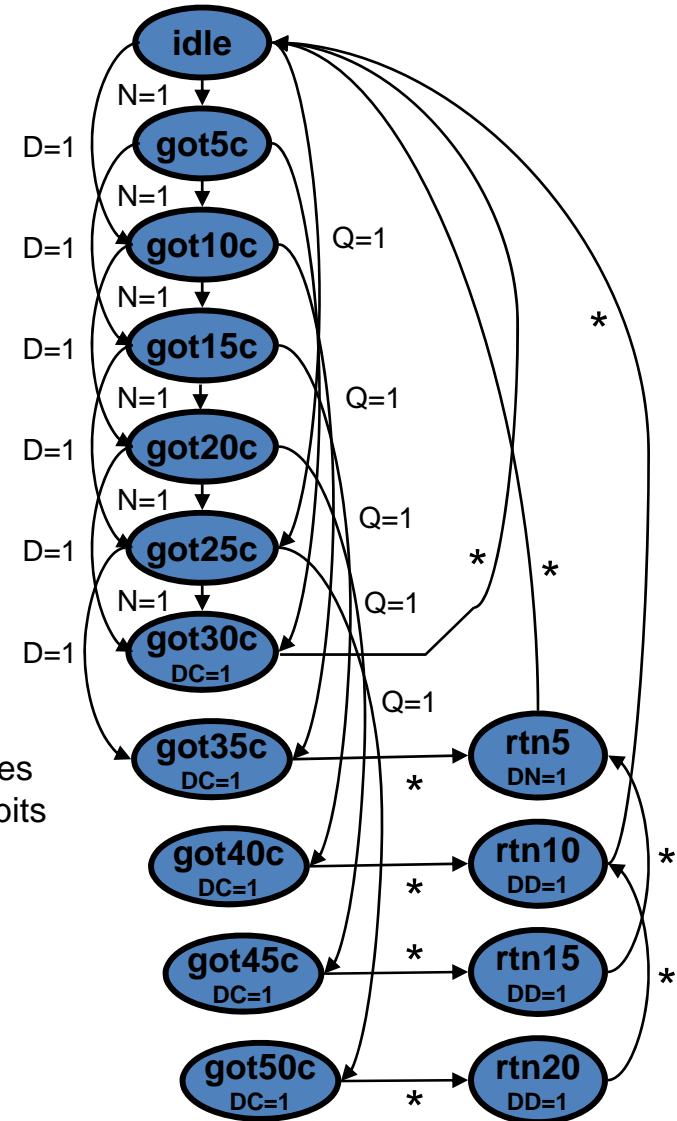 idle
N=1
D=1
got5c
N=1
D=1
got10c
Q=1
N=1
*
D=1
got15c
N=1
Q=1
D=1
got20c
N=1
Q=1
D=1
got25c
*
*
N=1
Q=1
D=1
got30c
DC=1
Q=1
got35c
DC=1
*
rtn5
DN=1
es
bits
got40c
DC=1
*
rtn10
DD=1
*
got45c
DC=1
*
rtn15
DD=1
*
got50c
DC=1
*
rtn20
DD=1